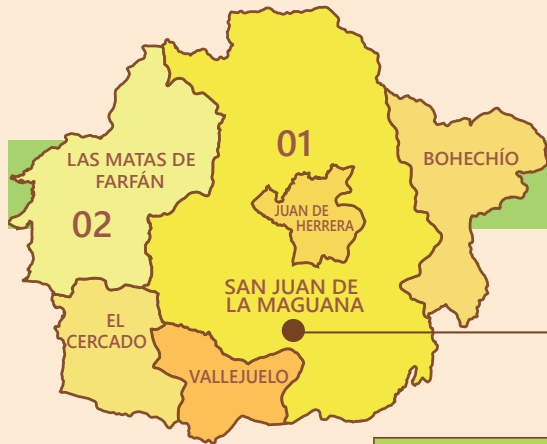 01
LAS MATAS DE
FARFÁN
BOHECHÍO
02
JUAN DE
HERRERA
SAN JUAN DE
LA MAGUANA
EL
CERCADO
VALLEJUELO